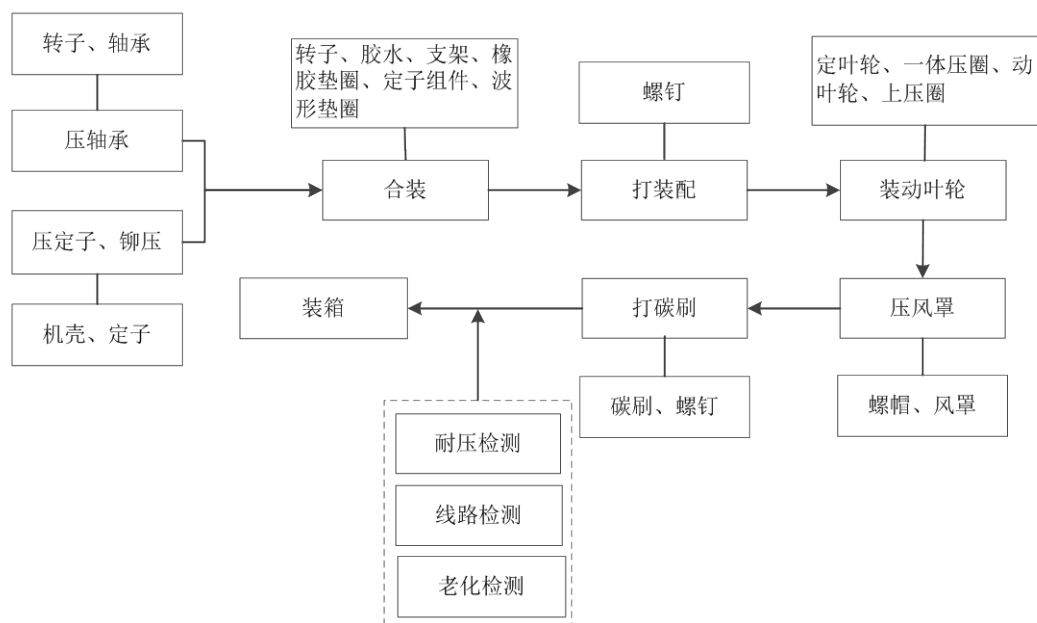 转子、轴承
压轴承
压定子、铆压
机壳、定子
转子、胶水、支架、橡
胶垫圈、定子组件、波
形垫圈
合装
螺钉
打装配
定叶轮、一体压圈、动
叶轮、上压圈
装动叶轮
压风罩
螺帽、风罩
打碳刷
碳刷、螺钉
装箱
耐压检测
线路检测
老化检测